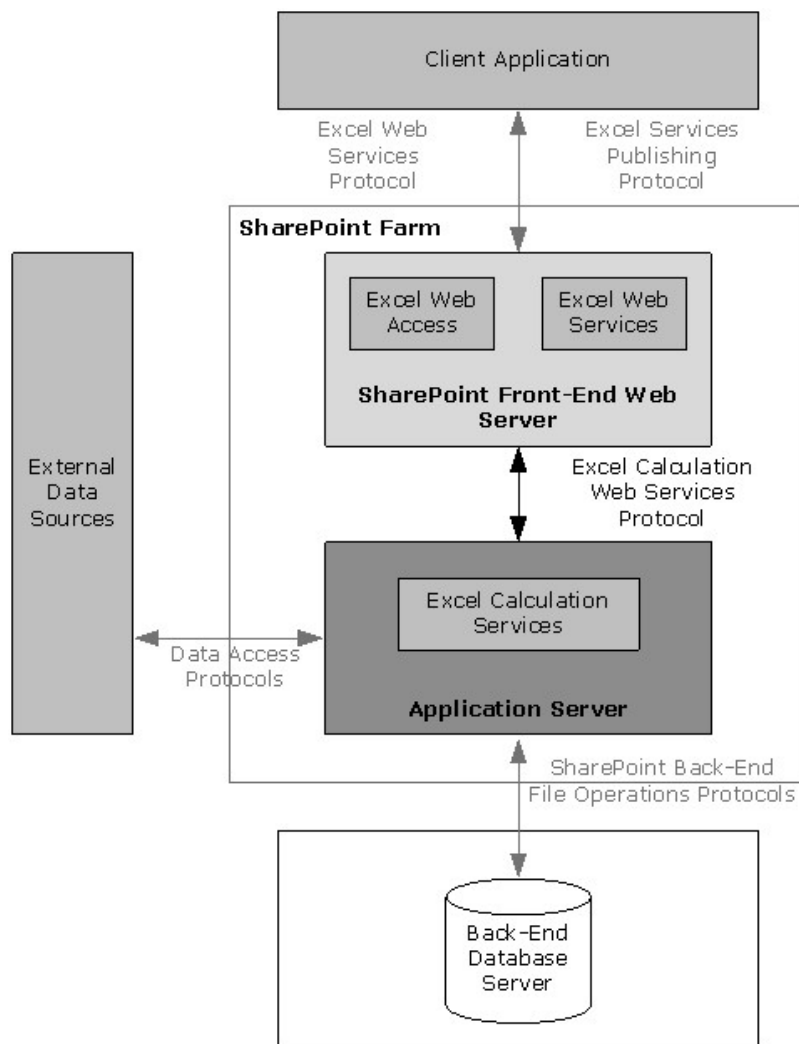 Client Application
Excel Web
Services
Protocol
Excel Services
Publishing
Protocol
SharePoint Farm
Excel Web
Access
Excel Web
Services
SharePoint Front-End Web
Server
External
Data
Sources
Excel Calculation
Web Services
Protocol
Excel Calculation
Services
Data Access
Protocols
Application Server
SharePoint Back-End
File Operations Protocols
Back-End
Database
Server